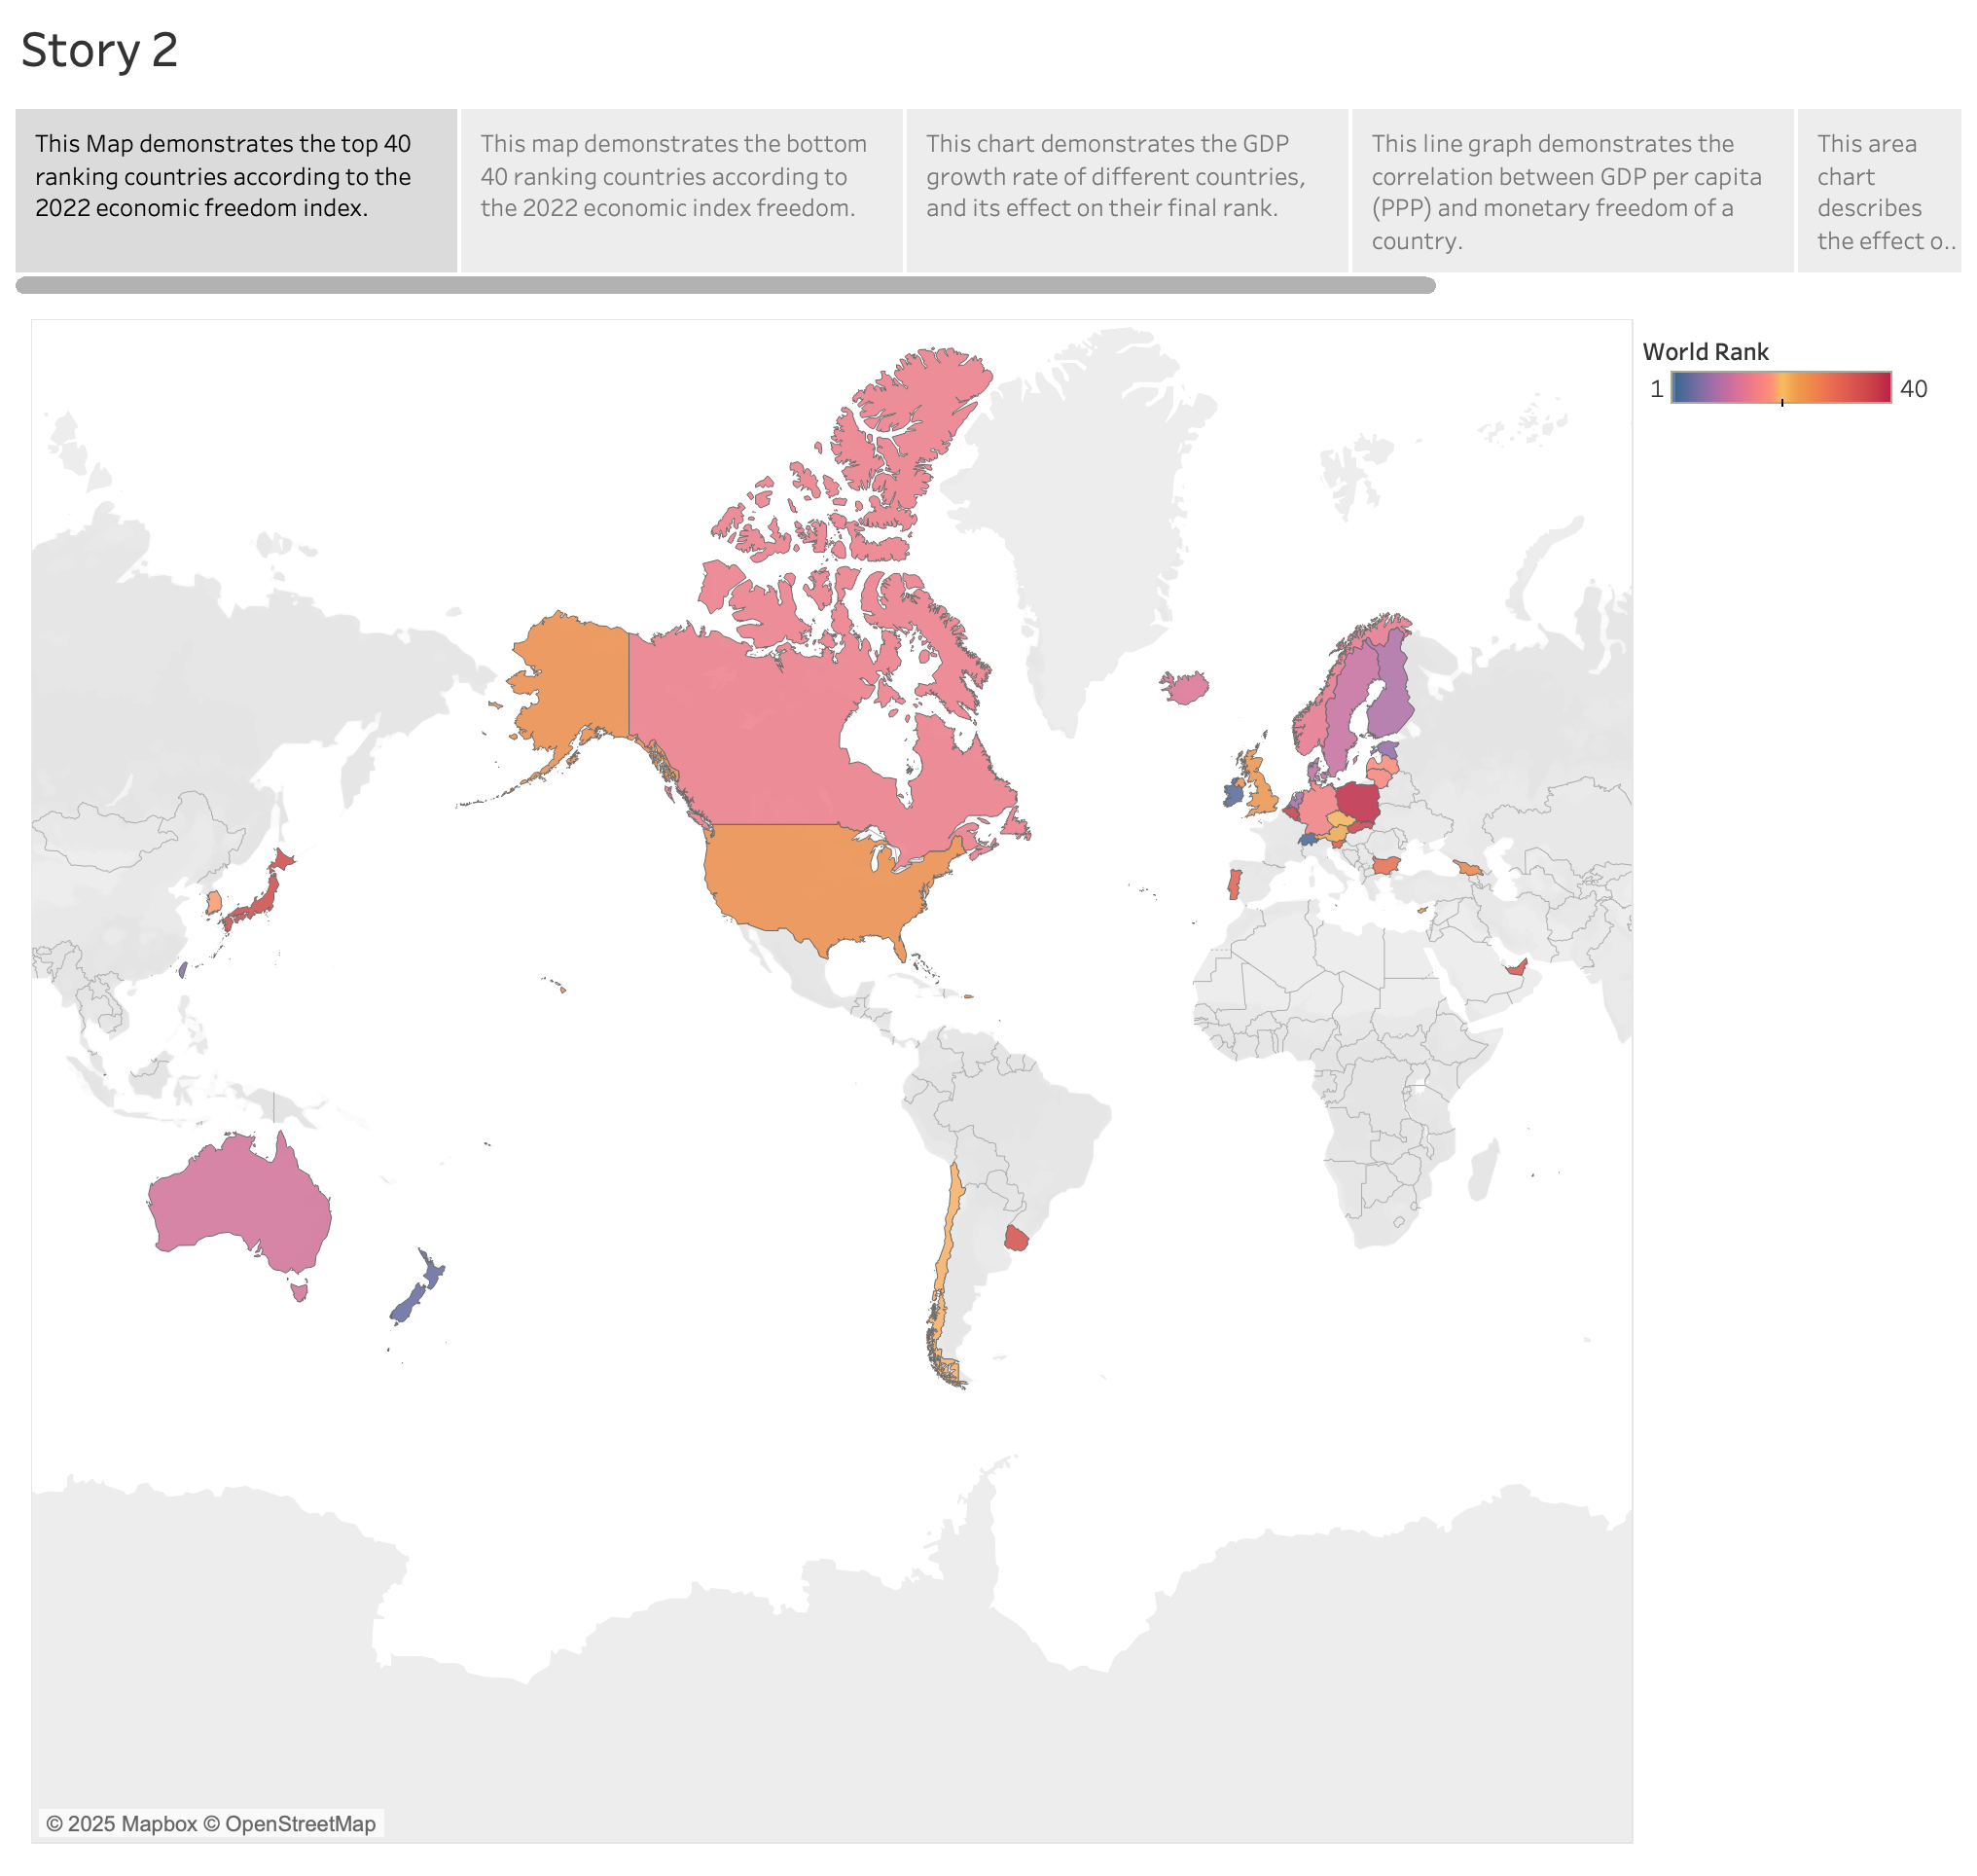 Story 2
This Map demonstrates the top 40
ranking countries according to the
2022 economic freedom index.
This map demonstrates the bottom
40 ranking countries according to
the 2022 economic index freedom.
This chart demonstrates the GDP
growth rate of different countries,
and its effect on their final rank.
This line graph demonstrates the
correlation between GDP per capita
(PPP) and monetary freedom of a
country.
This area
chart
describes
the effect o..
World Rank
1
40
© 2025 Mapbox © OpenStreetMap